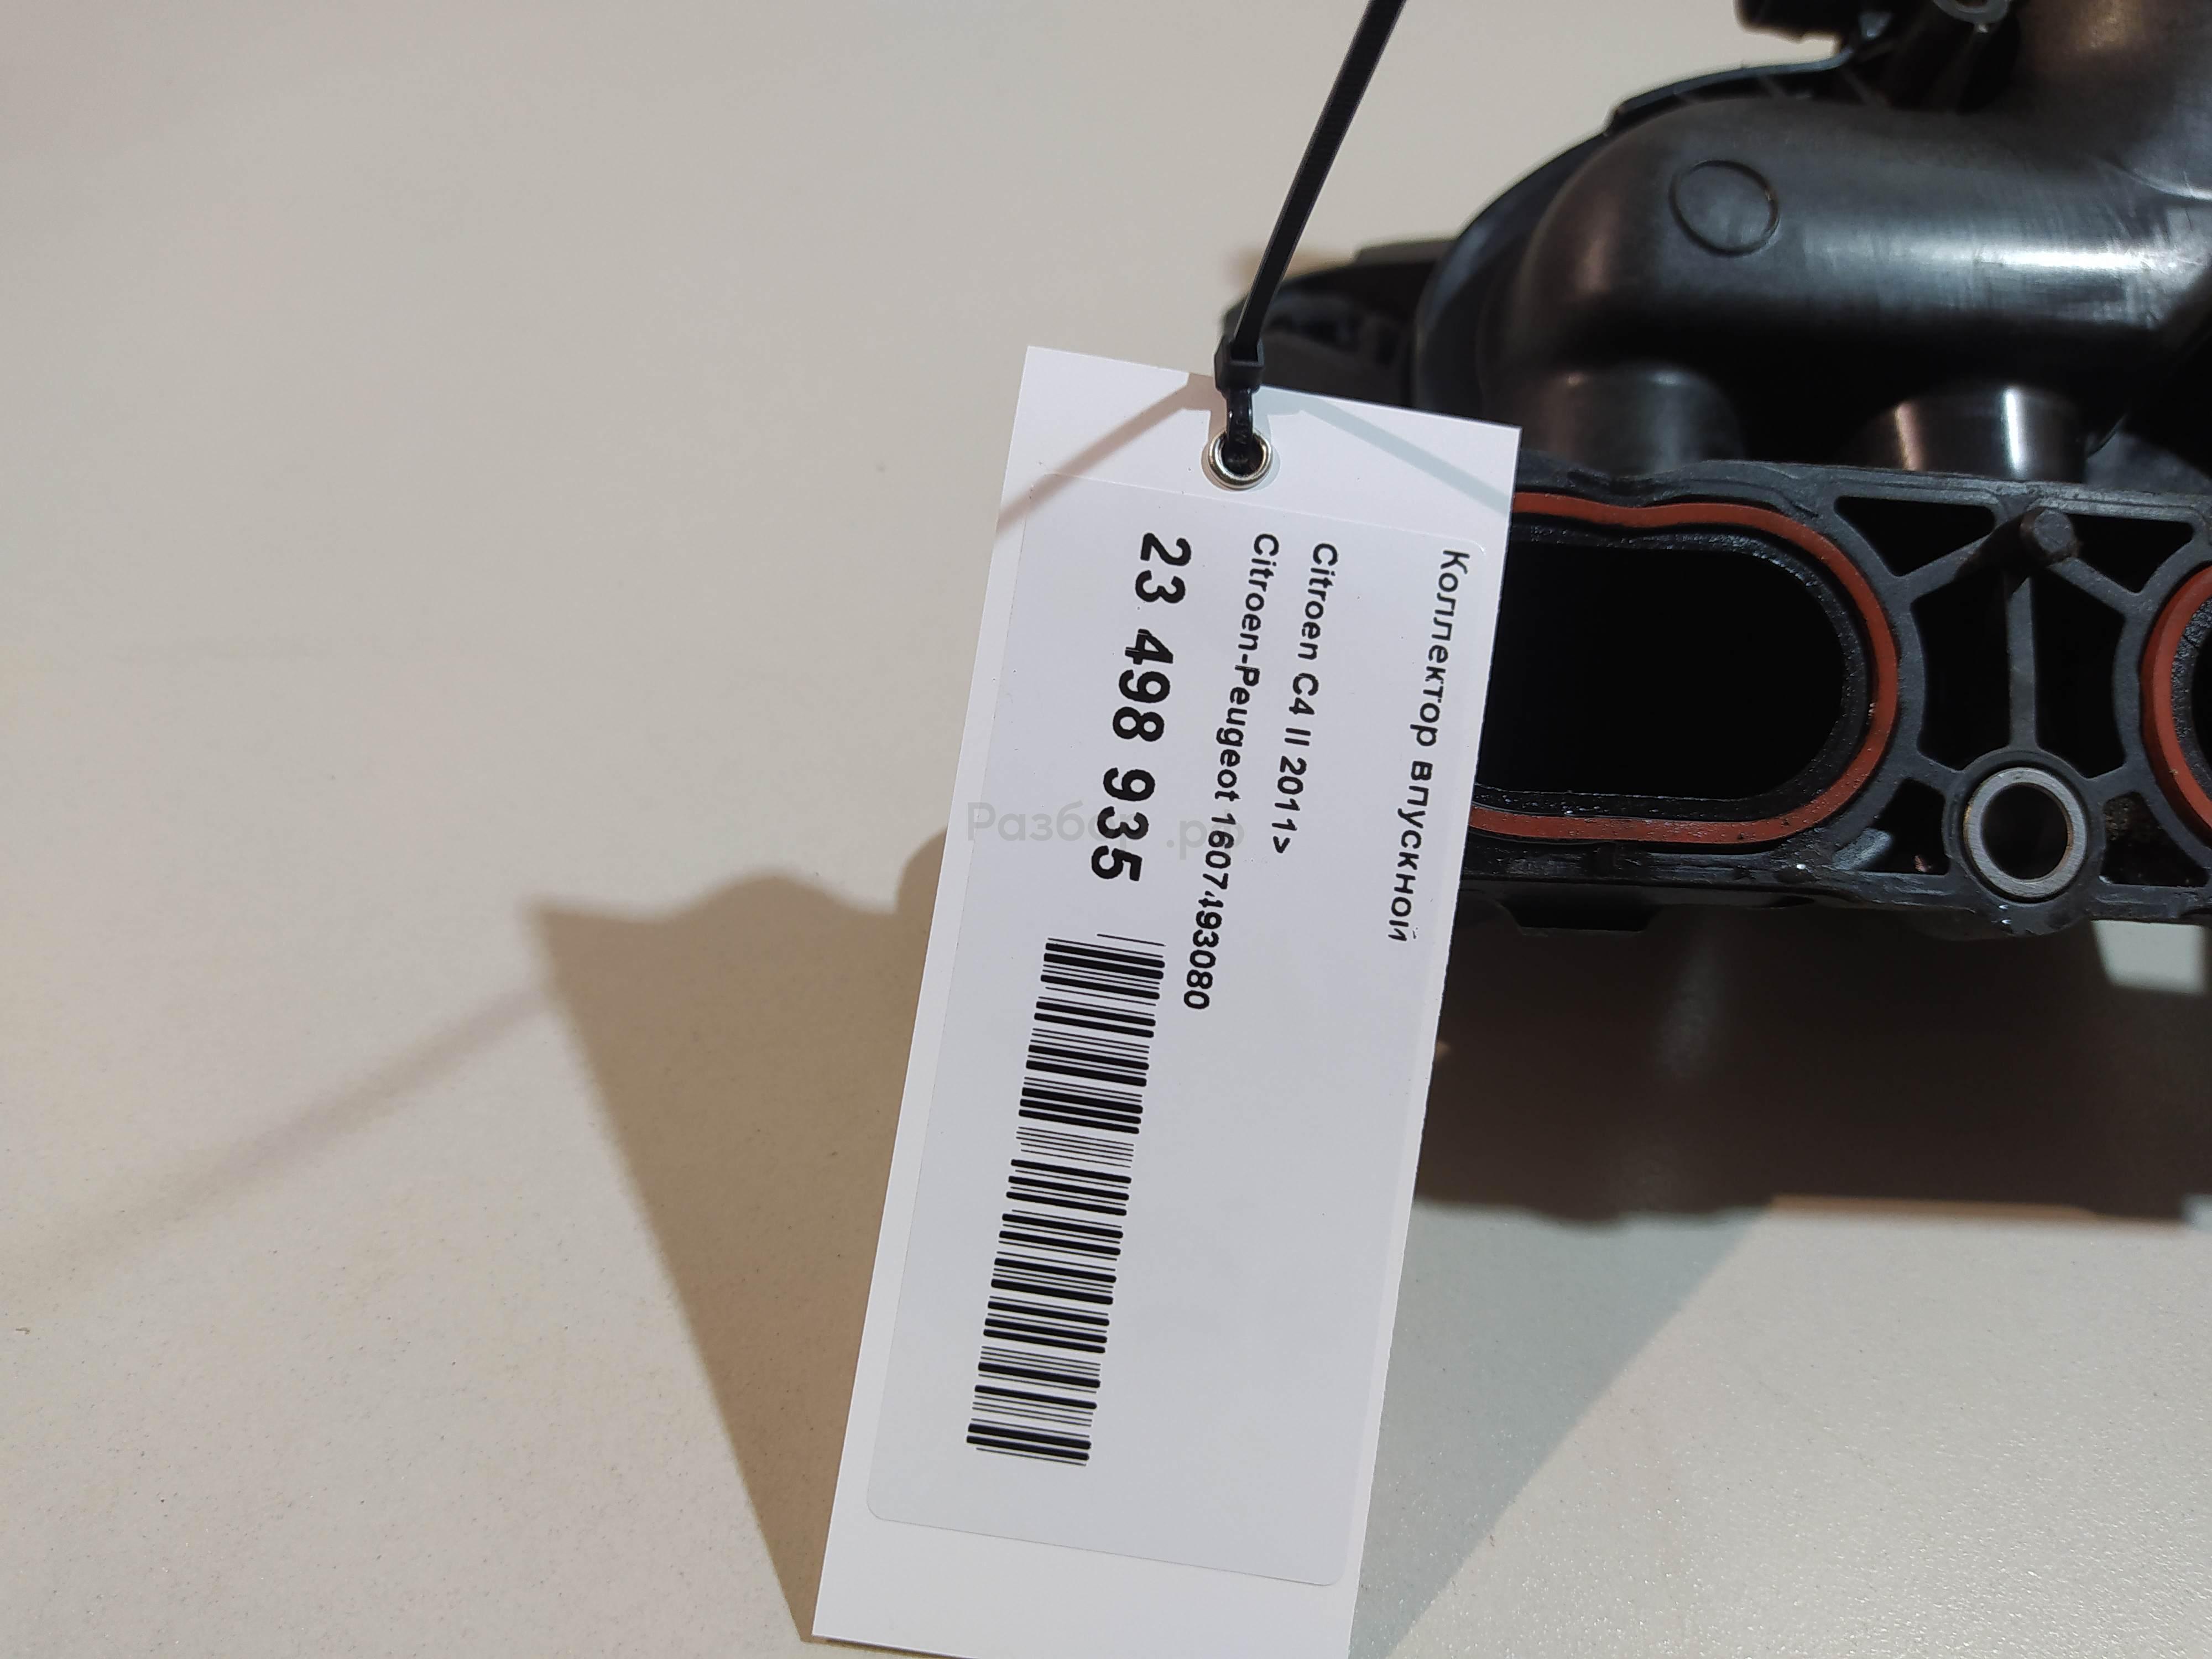 Коллектор впускной
Citroen C4 II 2011>
Citroen-Peugeot 1607493080
23 498 935